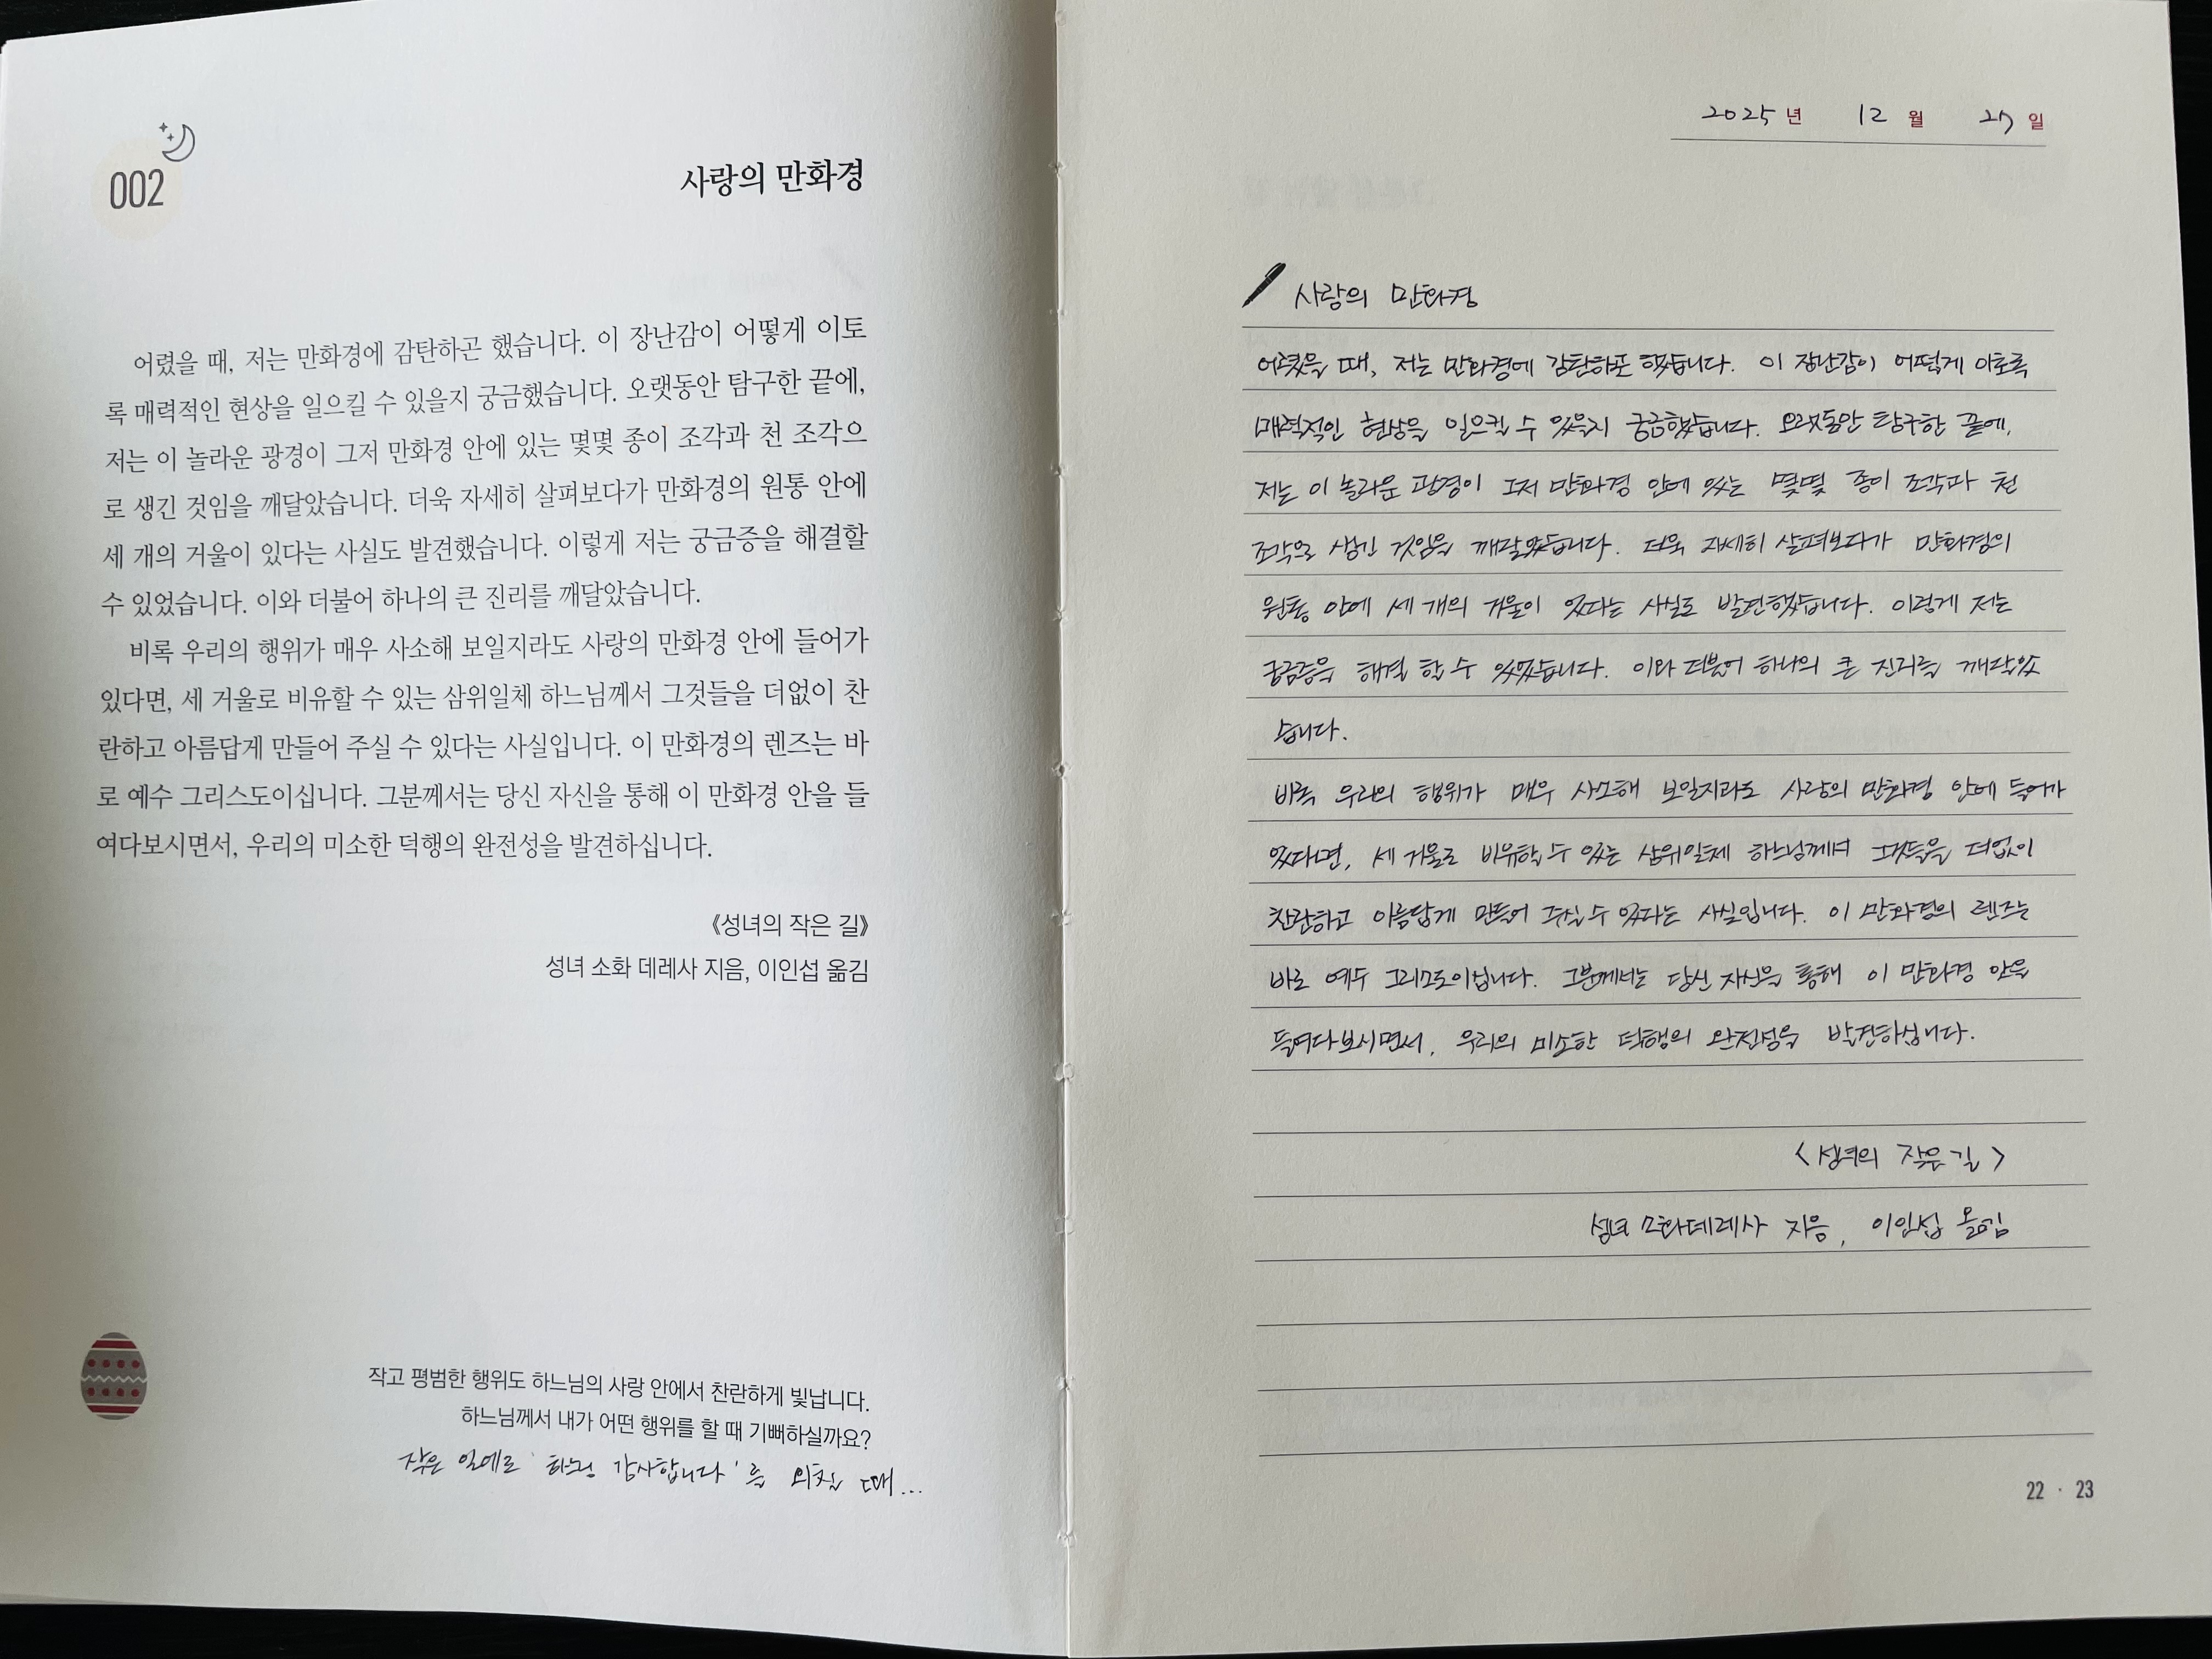 002
사랑의 만화경
어렸을 때, 저는 만화경에 감탄하곤 했습니다. 이 장난감이 어떻게 이토
록 매력적인 현상을 일으킬 수 있을지 궁금했습니다. 오랫동안 탐구한 끝에,
저는 이 놀라운 광경이 그저 만화경 안에 있는 몇몇 종이 조각과 천 조각으
로 생긴 것임을 깨달았습니다. 더욱 자세히 살펴보다가 만화경의 원통 안에
세 개의 거울이 있다는 사실도 발견했습니다. 이렇게 저는 궁금증을 해결할
수 있었습니다. 이와 더불어 하나의 큰 진리를 깨달았습니다.
비록 우리의 행위가 매우 사소해 보일지라도 사랑의 만화경 안에 들어가
있다면, 세 거울로 비유할 수 있는 삼위일체 하느님께서 그것들을 더없이 찬
란하고 아름답게 만들어 주실 수 있다는 사실입니다. 이 만화경의 렌즈는 바
로 예수 그리스도이십니다. 그분께서는 당신 자신을 통해 이 만화경 안을 들
여다보시면서, 우리의 미소한 덕행의 완전성을 발견하십니다.
《성녀의 작은 길》
성녀 소화 데레사 지음, 이인섭 옮김
작고 평범한 행위도 하느님의 사랑 안에서 찬란하게 빛납니다.
하느님께서 내가 어떤 행위를 할 때 기뻐하실까요?
작은 일에도 '하느님 감사합니다'를 외칠 때...
2025년 12월 27일
사랑의 만화경
어렸을 때, 저는 만화경에 감탄하곤 했습니다. 이 장난감이 어떻게 이토록
매력적인 현상을 일으킬 수 있을지 궁금했습니다. 오랫동안 탐구한 끝에,
저는 이 놀라운 광경이 그저 만화경 안에 있는 몇몇 종이 조각과 천
조각으로 생긴 것임을 깨달았습니다. 더욱 자세히 살펴보다가 만화경의
원통 안에 세 개의 거울이 있다는 사실도 발견했습니다. 이렇게 저는
궁금증을 해결 할 수 있었습니다. 이와 더불어 하나의 큰 진리를 깨달았
습니다.
비록 우리의 행위가 매우 사소해 보일지라도 사랑의 만화경 안에 들어가
있다면, 세 거울로 비유할 수 있는 삼위일체 하느님께서 그것들을 더없이
찬란하고 아름답게 만들어 주실 수 있다는 사실입니다. 이 만화경의 렌즈는
바로 예수 그리스도이십니다. 그분께서는 당신 자신을 통해 이 만화경 안을
들여다보시면서, 우리의 미소한 덕행의 완전성을 발견하십니다.
<성녀의 작은 길>
성녀 소화데레사 지음, 이인섭 옮김
22 · 23